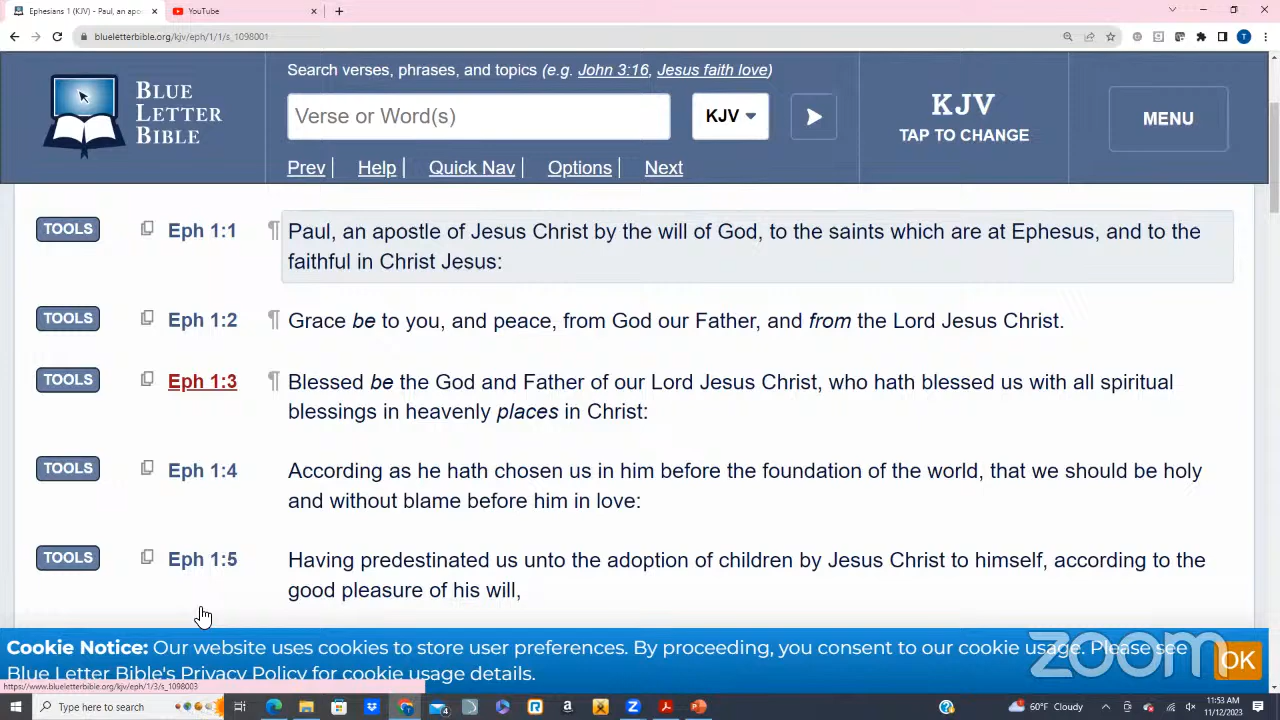 Ephesians 1 (KJV) - Paul, an apo
YouTube
blueletterbible.org/kjv/eph/1/1/s_1098001
T
BLUE
LETTER
BIBLE
Search verses, phrases, and topics (e.g. John 3:16, Jesus faith love)
Verse or Word(s)
KJV
Prev | Help | Quick Nav | Options | Next
KJV
TAP TO CHANGE
MENU
TOOLS Eph 1:1 ¶ Paul, an apostle of Jesus Christ by the will of God, to the saints which are at Ephesus, and to the
faithful in Christ Jesus:
TOOLS Eph 1:2 ¶ Grace be to you, and peace, from God our Father, and from the Lord Jesus Christ.
TOOLS Eph 1:3 ¶ Blessed be the God and Father of our Lord Jesus Christ, who hath blessed us with all spiritual
blessings in heavenly places in Christ:
TOOLS Eph 1:4 According as he hath chosen us in him before the foundation of the world, that we should be holy
and without blame before him in love:
TOOLS Eph 1:5 Having predestinated us unto the adoption of children by Jesus Christ to himself, according to the
good pleasure of his will,
Cookie Notice: Our website uses cookies to store user preferences. By proceeding, you consent to our cookie usage. Please see
Blue Letter Bible's Privacy Policy for cookie usage details.
OK
zoom
https://www.blueletterbible.org/kjv/eph/1/3/s_1098003
Type here to search
60°F Cloudy
11:53 AM
11/12/2023